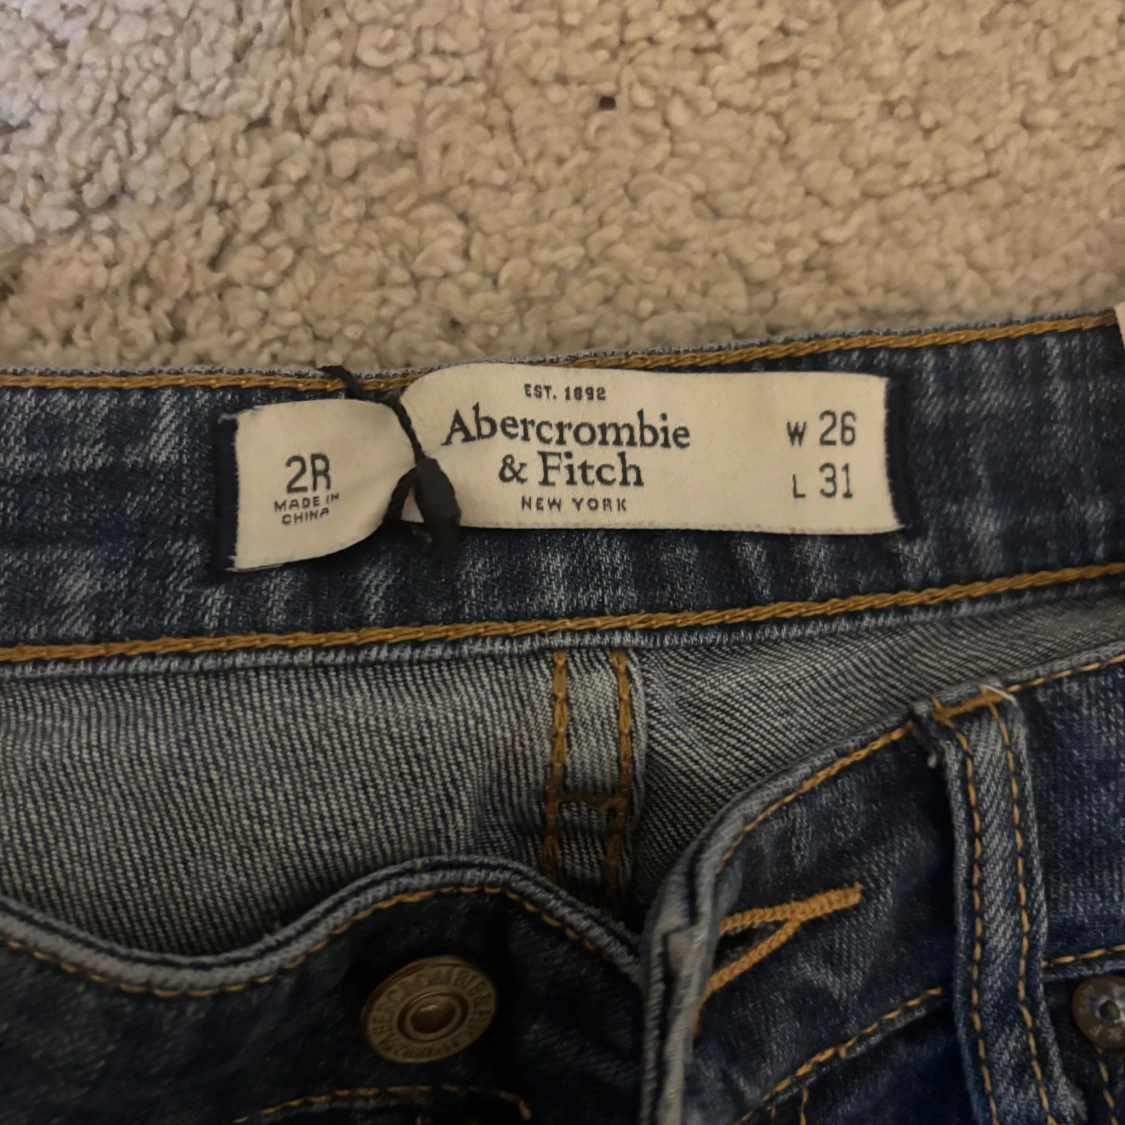 2R
MADE IN
CHINA
EST. 1892
Abercrombie
& Fitch
NEW YORK
W 26
L 31